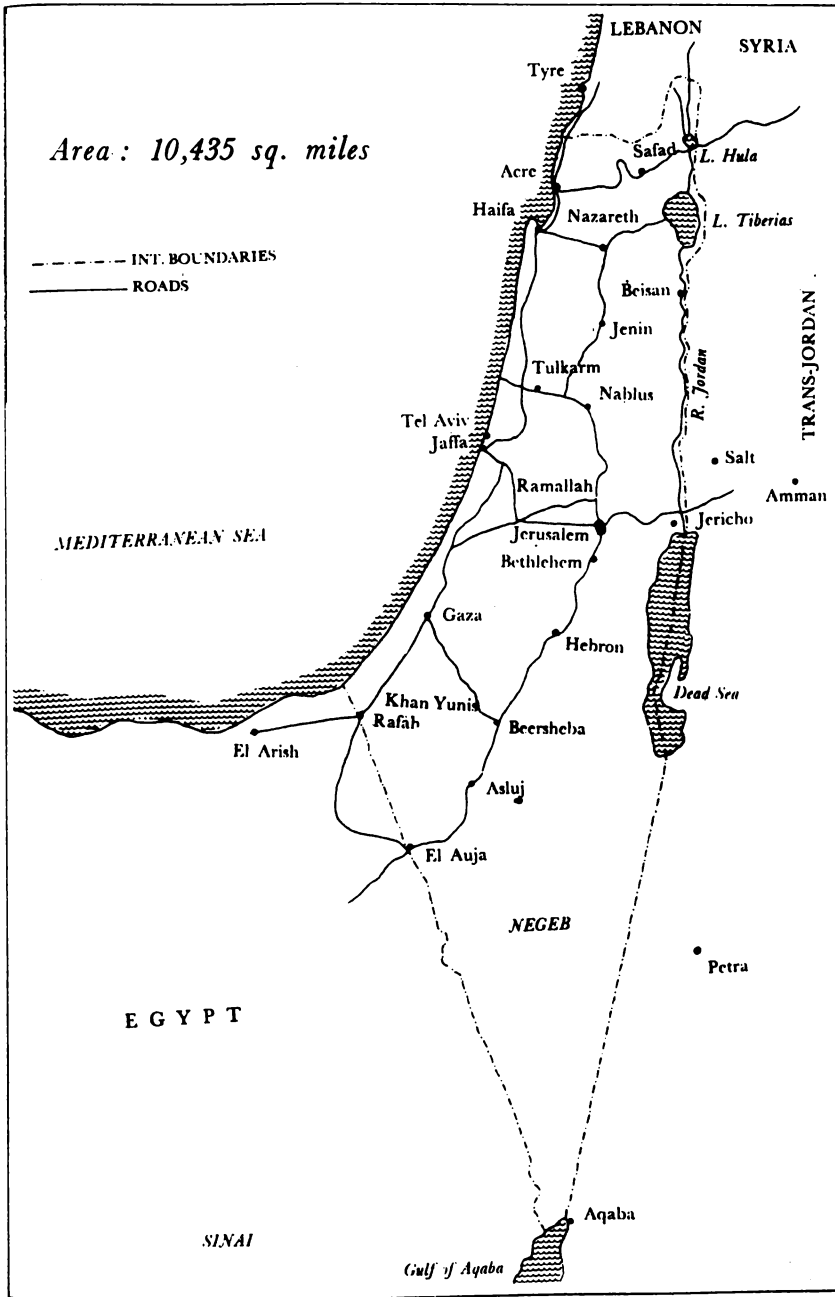 LEBANON
SYRIA
Tyre
Area : 10,435 sq. miles
Safad
L. Hula
Acre
Haifa
Nazareth
L. Tiberias
INT. BOUNDARIES
ROADS
Beisan
Jenin
TRANS-JORDAN
R. Jordan
Tulkarm
Nablus
Tel Aviv
Jaffa
Salt
Ramallah
Amman
MEDITERRANEAN SEA
Jerusalem
Jericho
Bethlehem
Gaza
Hebron
Dead Sea
Khan Yunis
Rafah
Beersheba
El Arish
Asluj
El Auja
NEGEB
Petra
EGYPT
Aqaba
SINAI
Gulf of Aqaba